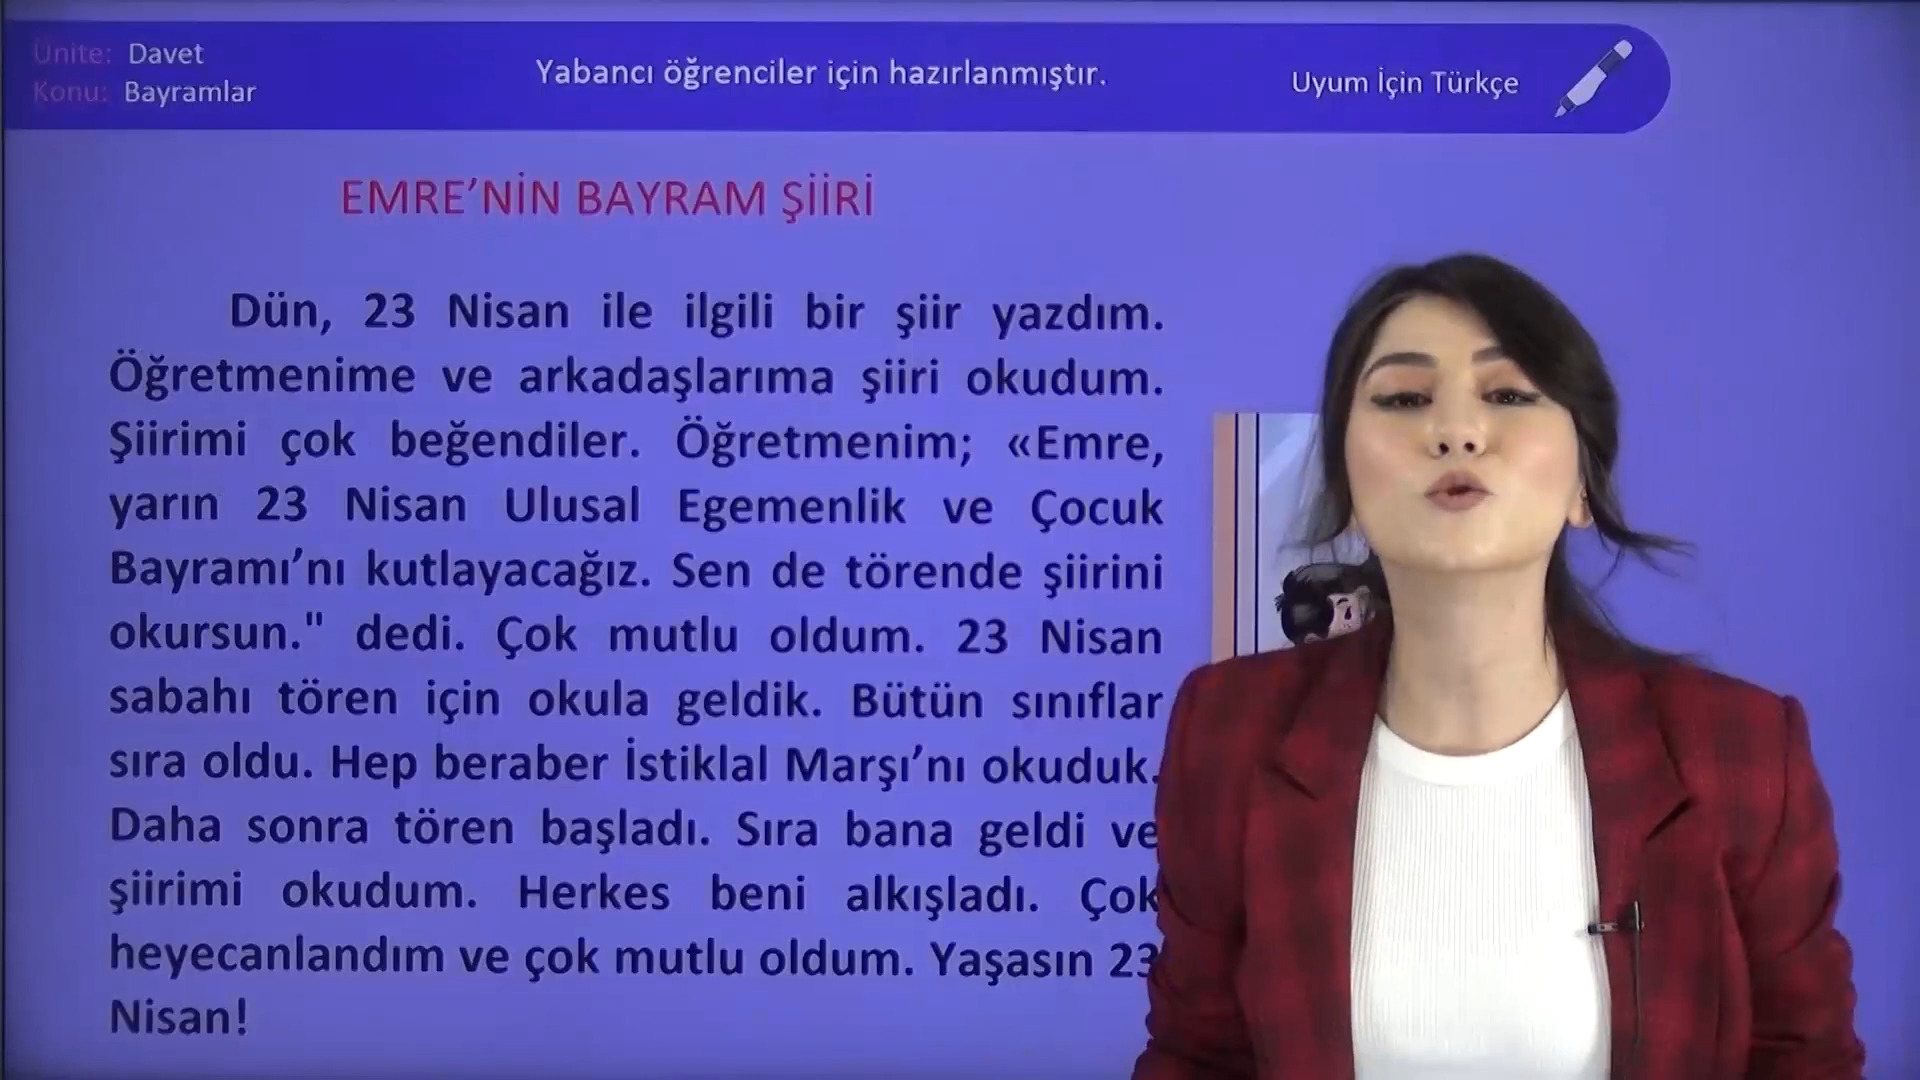 Ünite: Davet
Konu: Bayramlar
Yabancı öğrenciler için hazırlanmıştır.
Uyum İçin Türkçe
EMRE’NİN BAYRAM ŞİİRİ
Dün, 23 Nisan ile ilgili bir şiir yazdım.
Öğretmenime ve arkadaşlarıma şiiri okudum.
Şiirimi çok beğendiler. Öğretmenim; «Emre,
yarın 23 Nisan Ulusal Egemenlik ve Çocuk
Bayramı’nı kutlayacağız. Sen de törende şiirini
okursun." dedi. Çok mutlu oldum. 23 Nisan
sabahı tören için okula geldik. Bütün sınıflar
sıra oldu. Hep beraber İstiklal Marşı’nı okuduk.
Daha sonra tören başladı. Sıra bana geldi ve
şiirimi okudum. Herkes beni alkışladı. Çok
heyecanlandım ve çok mutlu oldum. Yaşasın 23
Nisan!